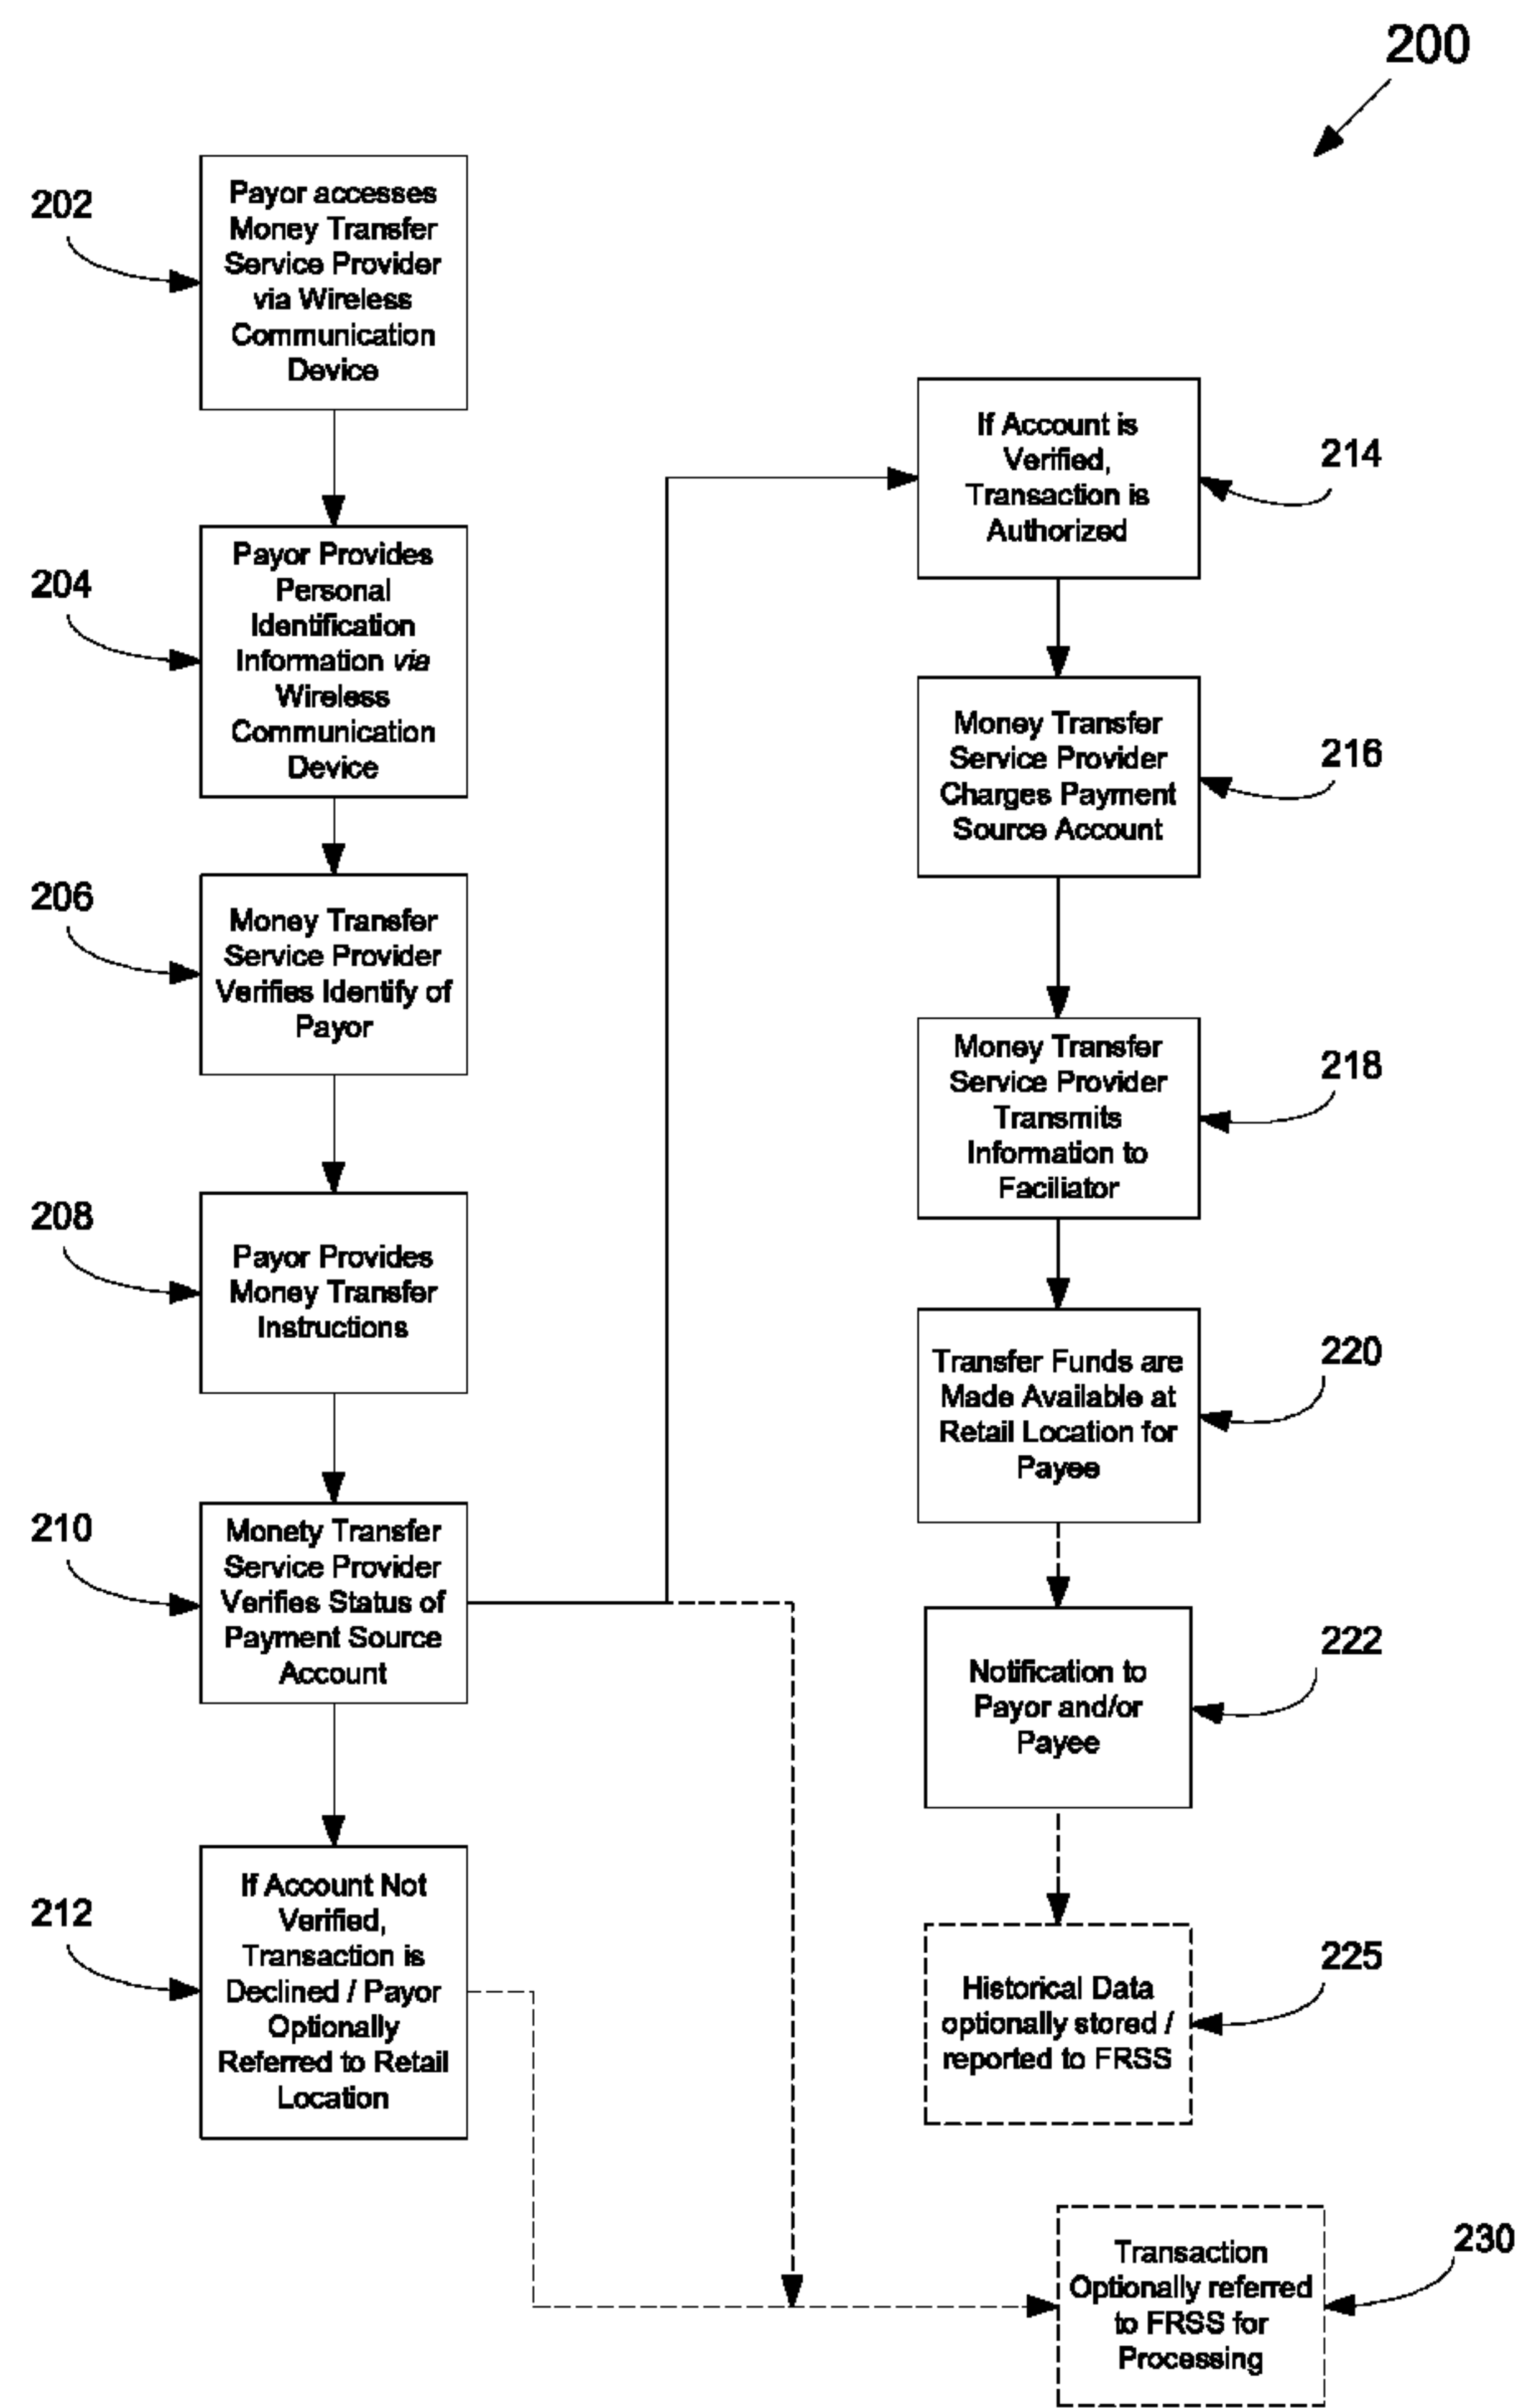 200
202
Payor accesses
Money Transfer
Service Provider
via Wireless
Communication
Device
204
Payor Provides
Personal
Identification
Information via
Wireless
Communication
Device
206
Money Transfer
Service Provider
Verifies Identify of
Payor
208
Payor Provides
Money Transfer
Instructions
210
Monety Transfer
Service Provider
Verifies Status of
Payment Source
Account
212
If Account Not
Verified,
Transaction is
Declined / Payor
Optionally
Referred to Retail
Location
If Account is
Verified,
Transaction is
Authorized
214
Money Transfer
Service Provider
Charges Payment
Source Account
216
Money Transfer
Service Provider
Transmits
Information to
Faciliator
218
Transfer Funds are
Made Available at
Retail Location for
Payee
220
Notification to
Payor and/or
Payee
222
Historical Data
optionally stored /
reported to FRSS
225
Transaction
Optionally referred
to FRSS for
Processing
230